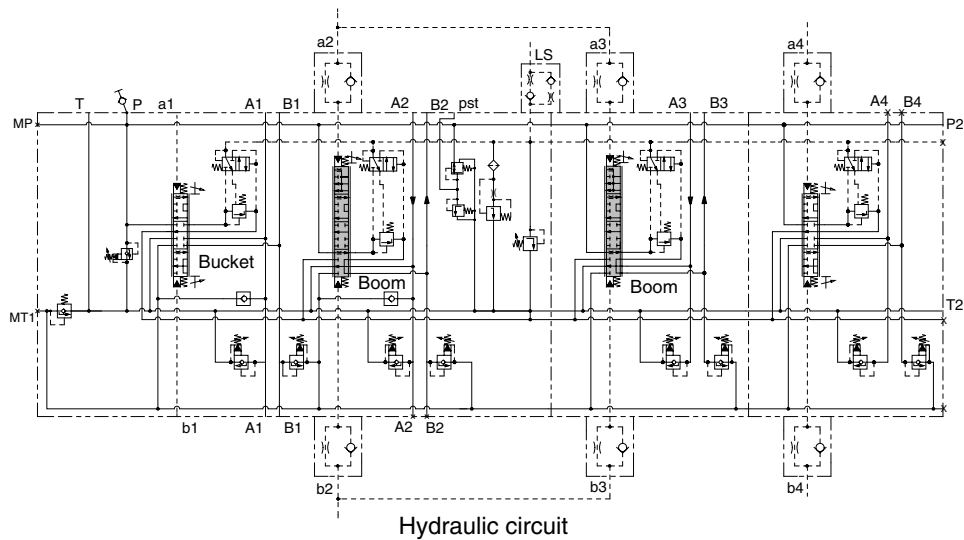 a2 a3 a4
LS
T P a1 A1 B1 A2 B2 pst A3 B3 A4 B4
MP P2
Bucket
Boom Boom
MT1 T2
b1 A1 B1 A2 B2
b2 b3 b4
Hydraulic circuit